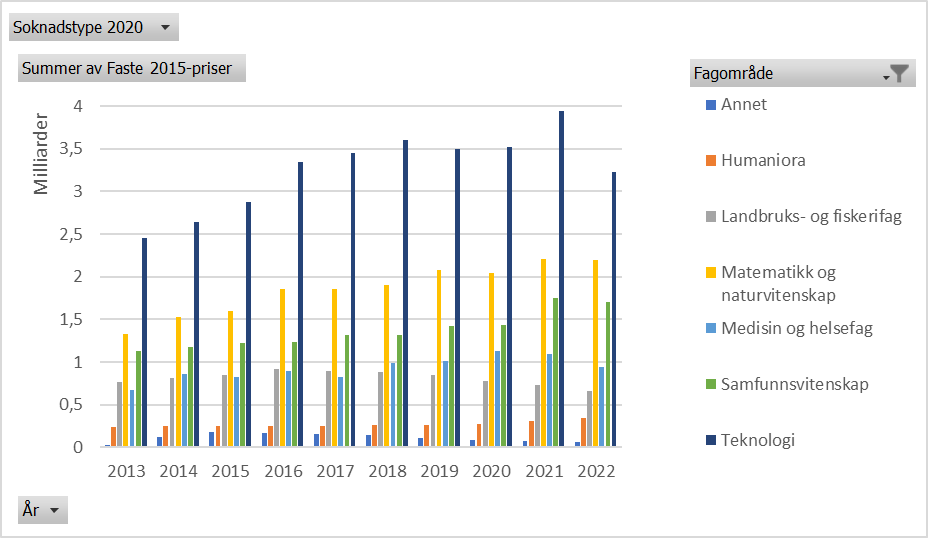 Soknadstype 2020
Summer av Faste 2015-priser
Fagområde
Milliarder
4
3,5
3
2,5
2
1,5
1
0,5
0
2013 2014 2015 2016 2017 2018 2019 2020 2021 2022
Annet
Humaniora
Landbruks- og fiskerifag
Matematikk og
naturvitenskap
Medisin og helsefag
Samfunnsvitenskap
Teknologi
År